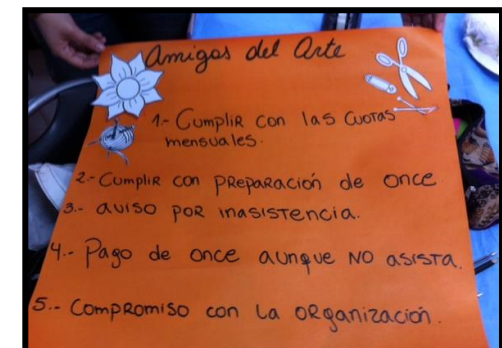 Amigos del Arte
1.- Cumplir con las cuotas
mensuales.
2.- Cumplir con preparación de once
3.- aviso por inasistencia.
4.- Pago de once aunque no asista.
5.- Compromiso con la organización.